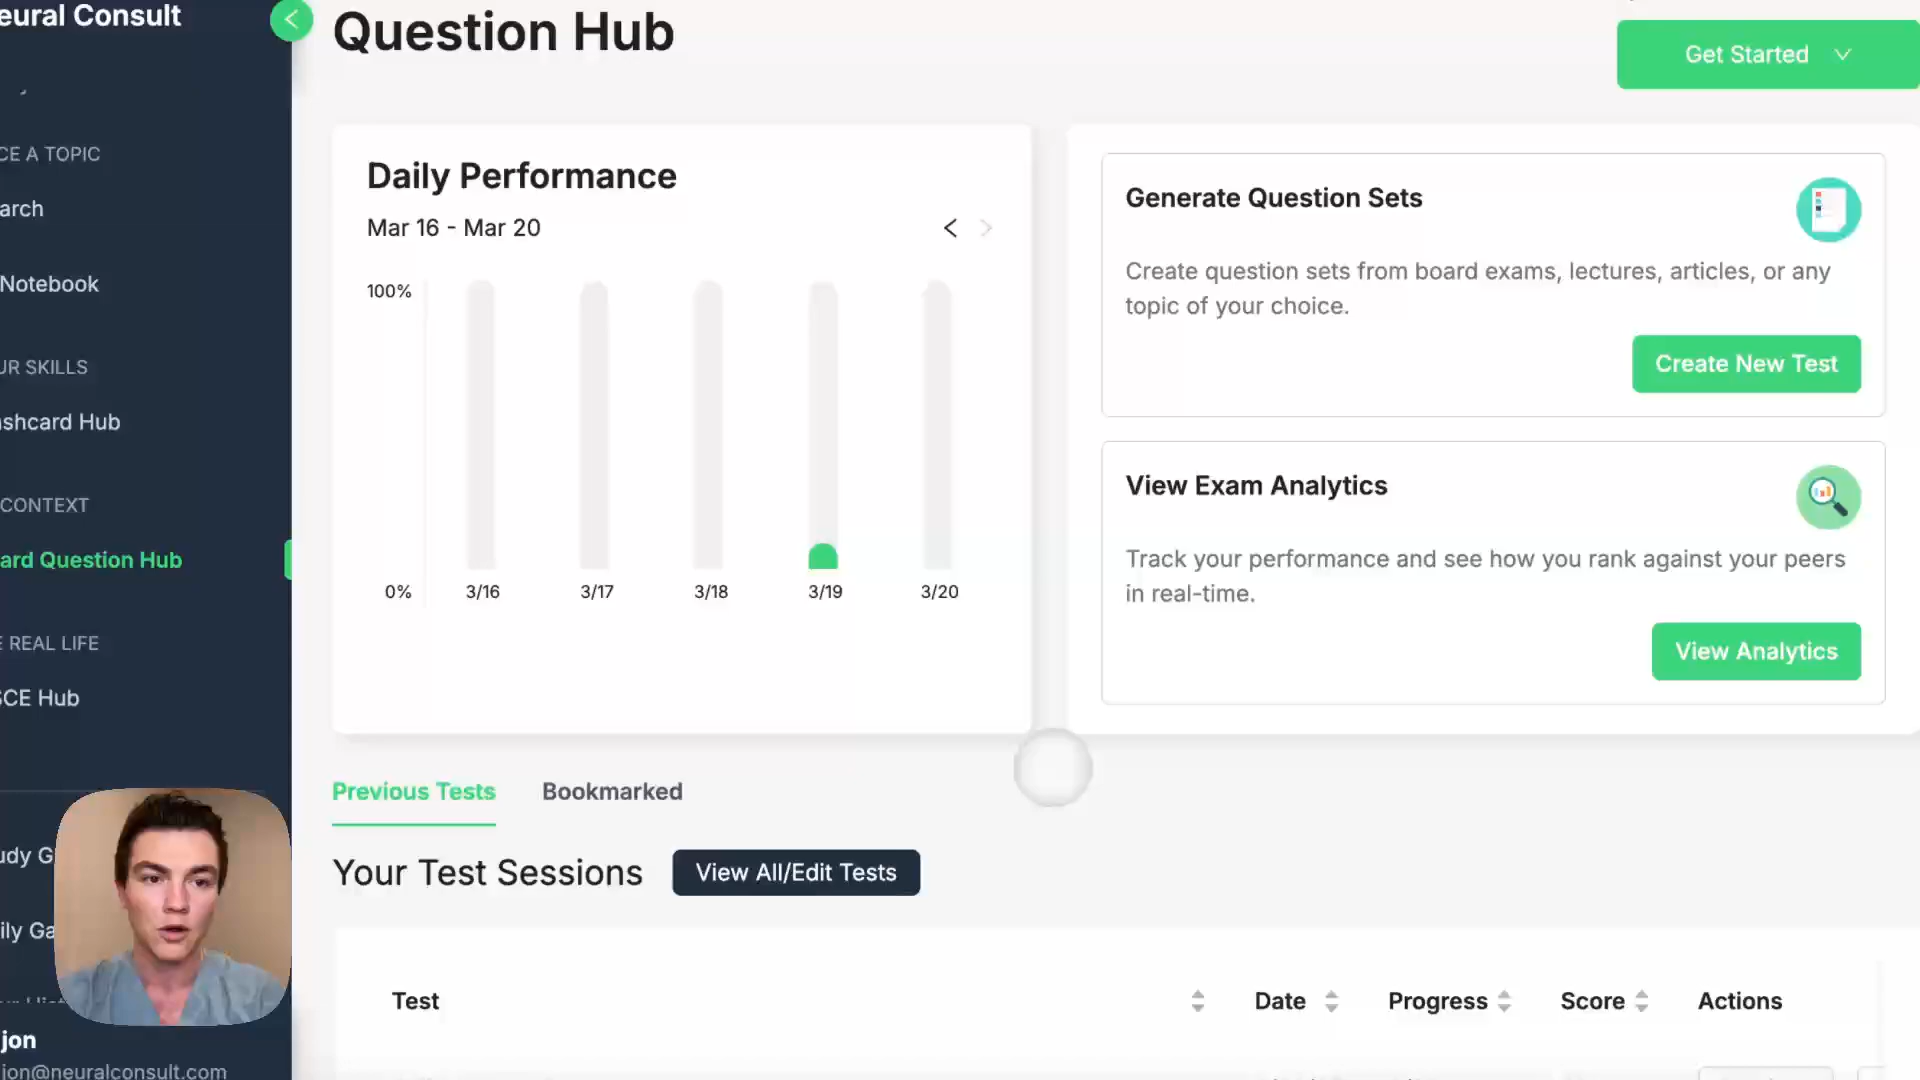 eural Consult
CE A TOPIC
arch
Notebook
UR SKILLS
ashcard Hub
CONTEXT
ard Question Hub
E REAL LIFE
SCE Hub
udy G
ily Ga
jon
jon@neuralconsult.com
Question Hub
Get Started
Daily Performance
Mar 16 - Mar 20
100%
0%
3/16 3/17 3/18 3/19 3/20
Generate Question Sets
Create question sets from board exams, lectures, articles, or any
topic of your choice.
Create New Test
View Exam Analytics
Track your performance and see how you rank against your peers
in real-time.
View Analytics
Previous Tests Bookmarked
Your Test Sessions View All/Edit Tests
Test Date Progress Score Actions